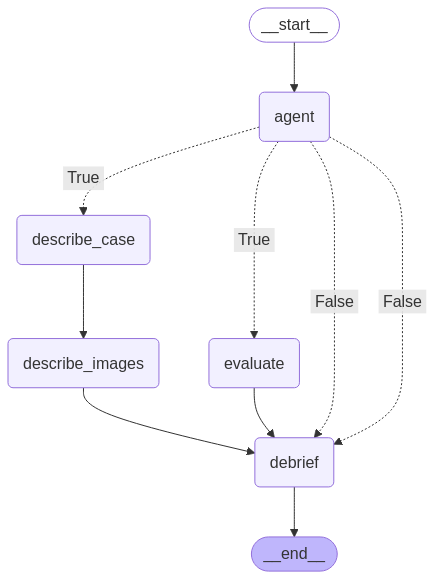 __start__
agent
True
describe_case
True
False
False
describe_images
evaluate
debrief
__end__